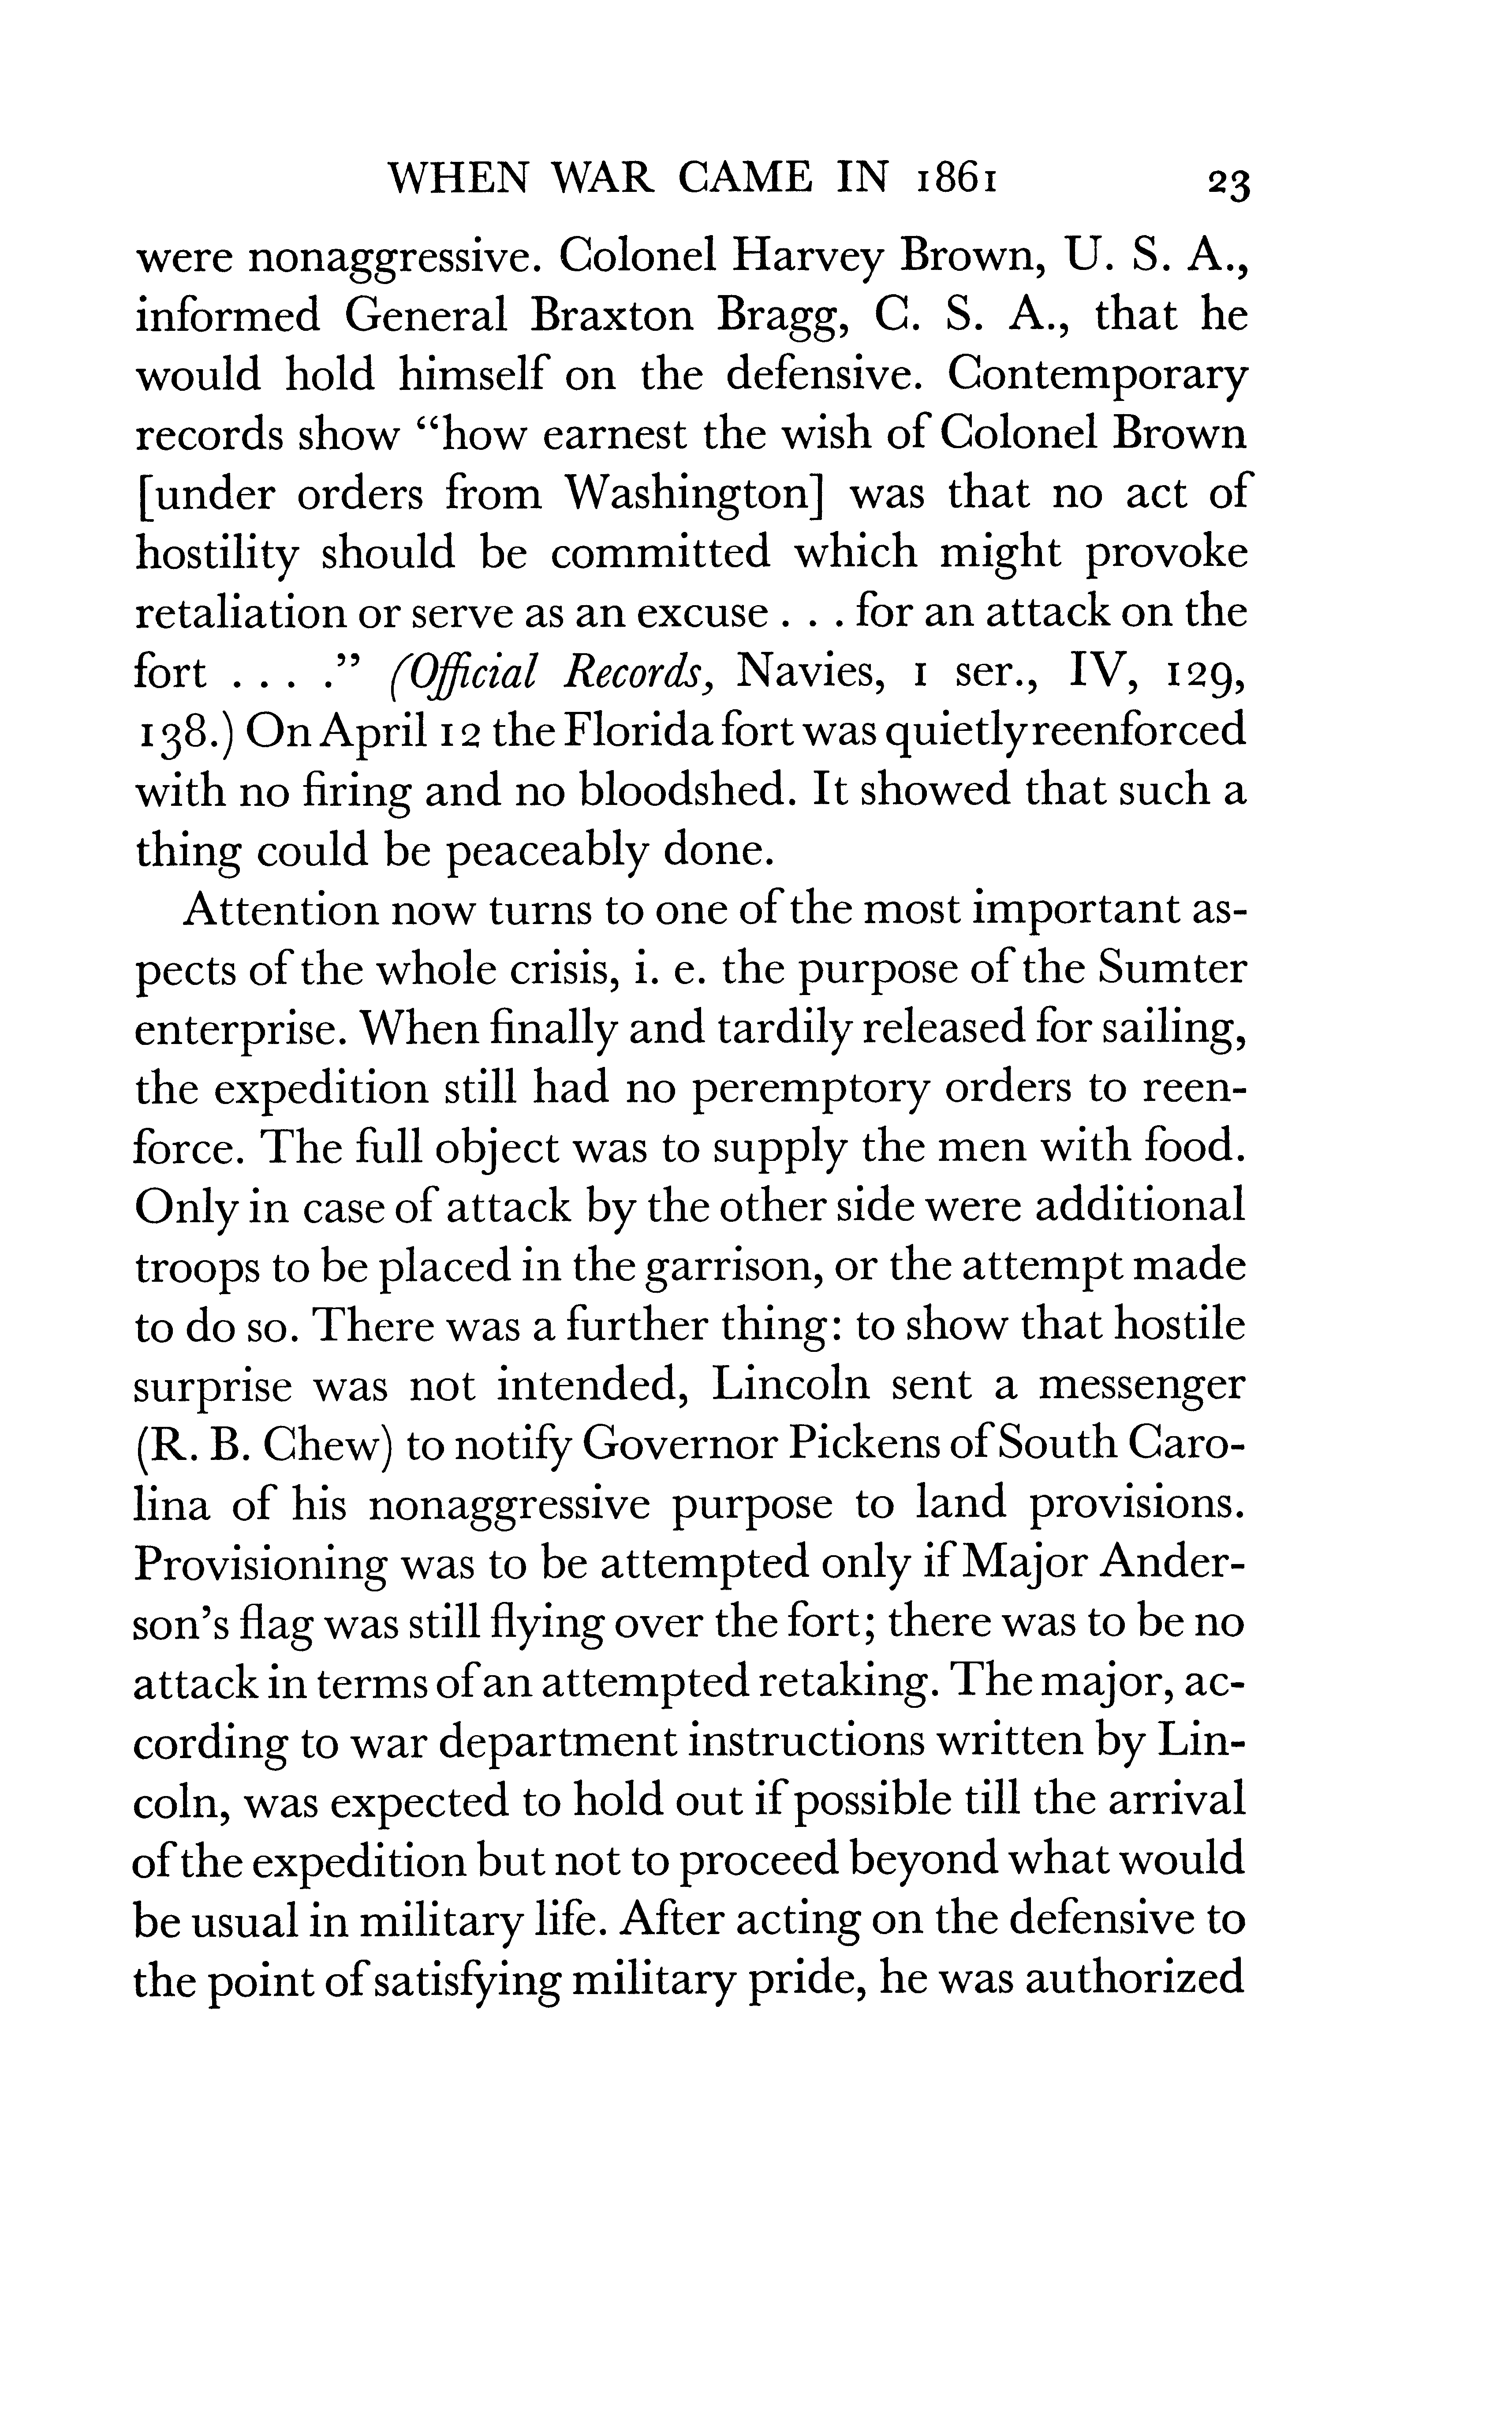 WHEN WAR CAME IN 1861 23
were nonaggressive. Colonel Harvey Brown, U. S. A.,
informed General Braxton Bragg, C. S. A., that he
would hold himself on the defensive. Contemporary
records show “how earnest the wish of Colonel Brown
[under orders from Washington] was that no act of
hostility should be committed which might provoke
retaliation or serve as an excuse . . . for an attack on the
fort . . . .” (Official Records, Navies, 1 ser., IV, 129,
138.) On April 12 the Florida fort was quietly reenforced
with no firing and no bloodshed. It showed that such a
thing could be peaceably done.
Attention now turns to one of the most important as-
pects of the whole crisis, i. e. the purpose of the Sumter
enterprise. When finally and tardily released for sailing,
the expedition still had no peremptory orders to reen-
force. The full object was to supply the men with food.
Only in case of attack by the other side were additional
troops to be placed in the garrison, or the attempt made
to do so. There was a further thing: to show that hostile
surprise was not intended, Lincoln sent a messenger
(R. B. Chew) to notify Governor Pickens of South Caro-
lina of his nonaggressive purpose to land provisions.
Provisioning was to be attempted only if Major Ander-
son’s flag was still flying over the fort; there was to be no
attack in terms of an attempted retaking. The major, ac-
cording to war department instructions written by Lin-
coln, was expected to hold out if possible till the arrival
of the expedition but not to proceed beyond what would
be usual in military life. After acting on the defensive to
the point of satisfying military pride, he was authorized